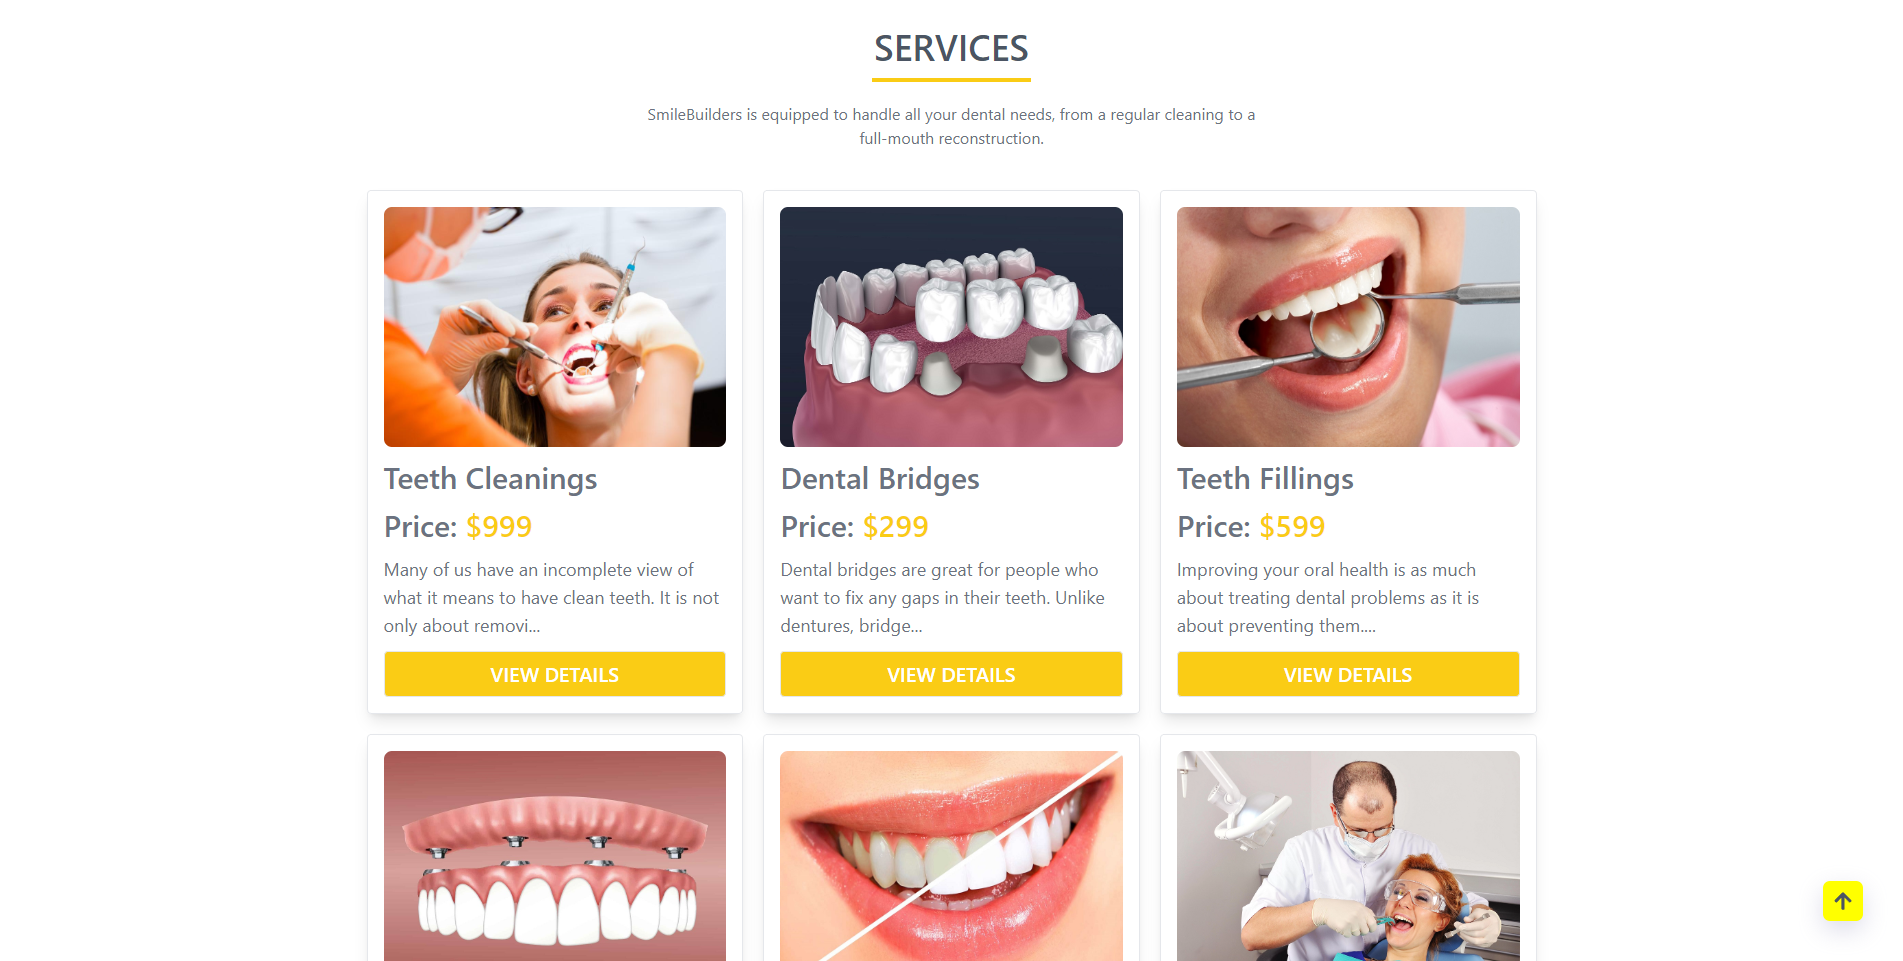 SERVICES
SmileBuilders is equipped to handle all your dental needs, from a regular cleaning to a
full-mouth reconstruction.
Teeth Cleanings
Price: $999
Many of us have an incomplete view of
what it means to have clean teeth. It is not
only about removi...
VIEW DETAILS
Dental Bridges
Price: $299
Dental bridges are great for people who
want to fix any gaps in their teeth. Unlike
dentures, bridge...
VIEW DETAILS
Teeth Fillings
Price: $599
Improving your oral health is as much
about treating dental problems as it is
about preventing them....
VIEW DETAILS